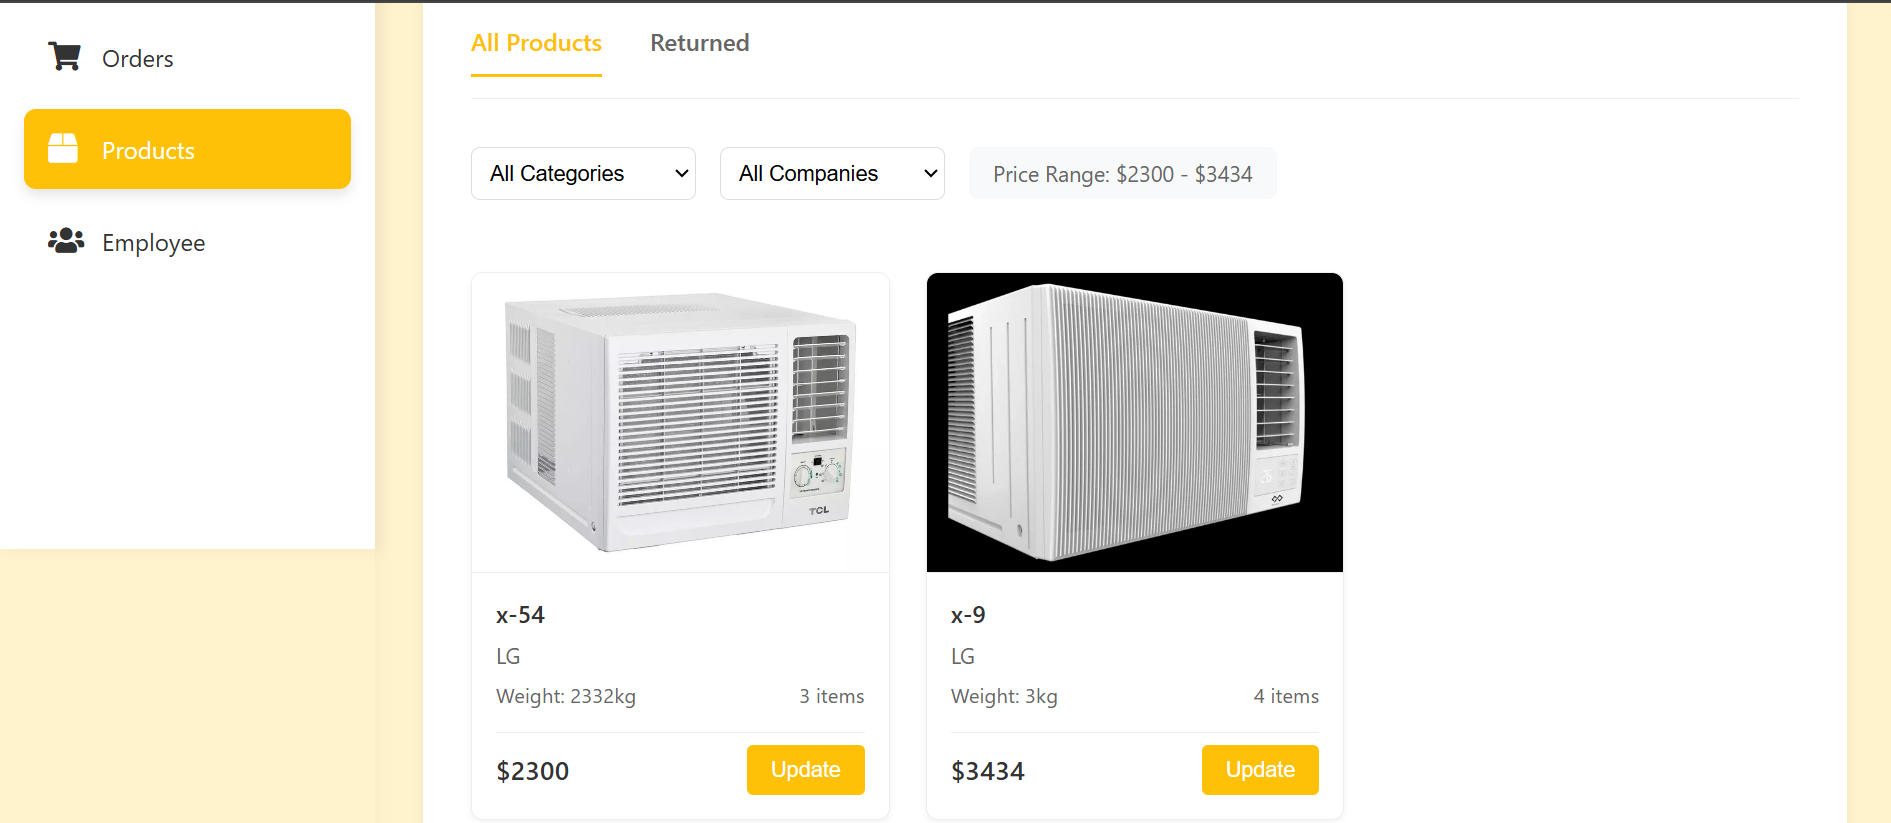 Orders
Products
Employee
All Products
Returned
All Categories
All Companies
Price Range: $2300 - $3434
TCL
x-54
LG
Weight: 2332kg
3 items
$2300
Update
26
x-9
LG
Weight: 3kg
4 items
$3434
Update